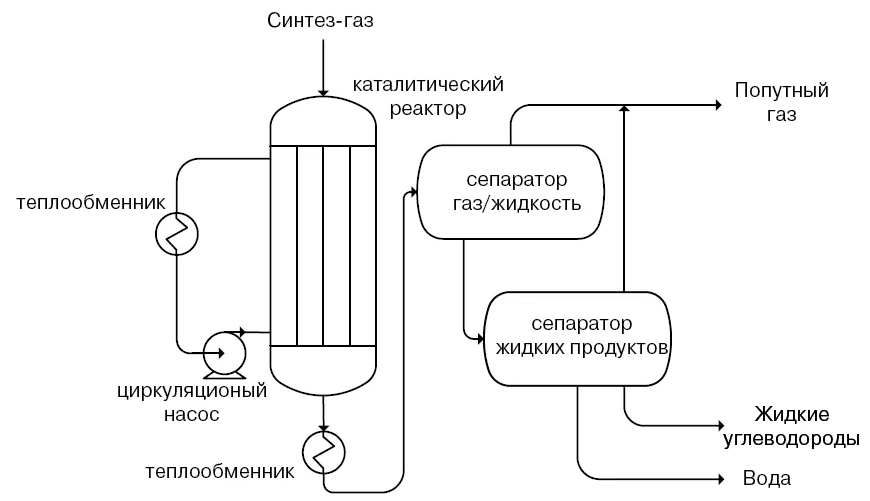 Синтез-газ
каталитический
реактор
Попутный
газ
сепаратор
газ/жидкость
теплообменник
сепаратор
жидких продуктов
циркуляционый
насос
Жидкие
углеводороды
теплообменник
Вода